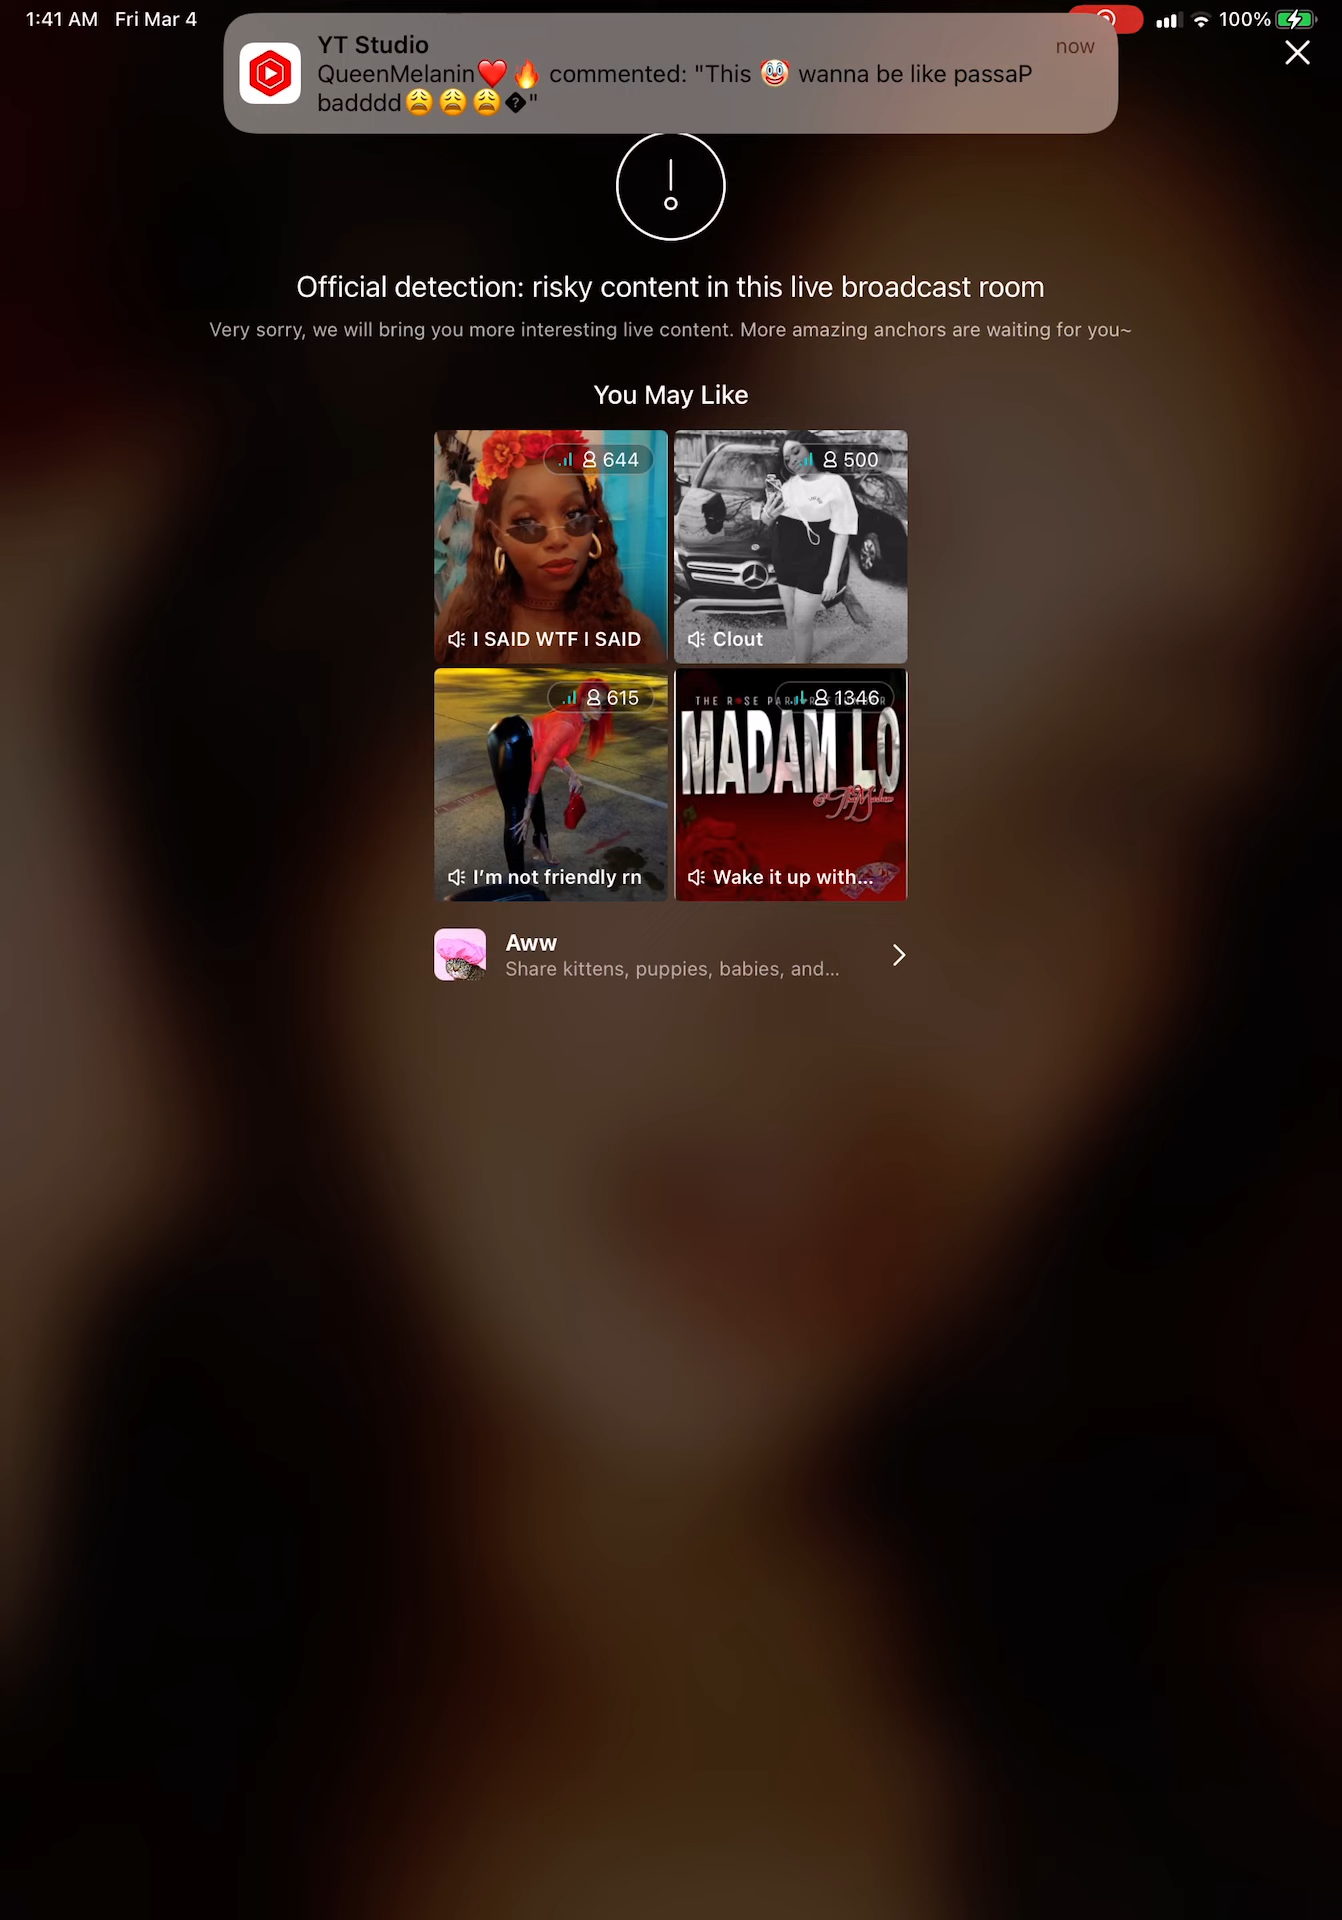 1:41 AM Fri Mar 4
100%
YT Studio
now
QueenMelanin❤️🔥 commented: "This 🤡 wanna be like passaP
badddd😩😩😩�"
Official detection: risky content in this live broadcast room
Very sorry, we will bring you more interesting live content. More amazing anchors are waiting for you~
You May Like
644
500
I SAID WTF I SAID
Clout
615
1346
THE ROSE
MADAM LO
I'm not friendly rn
Wake it up with...
Aww
Share kittens, puppies, babies, and...